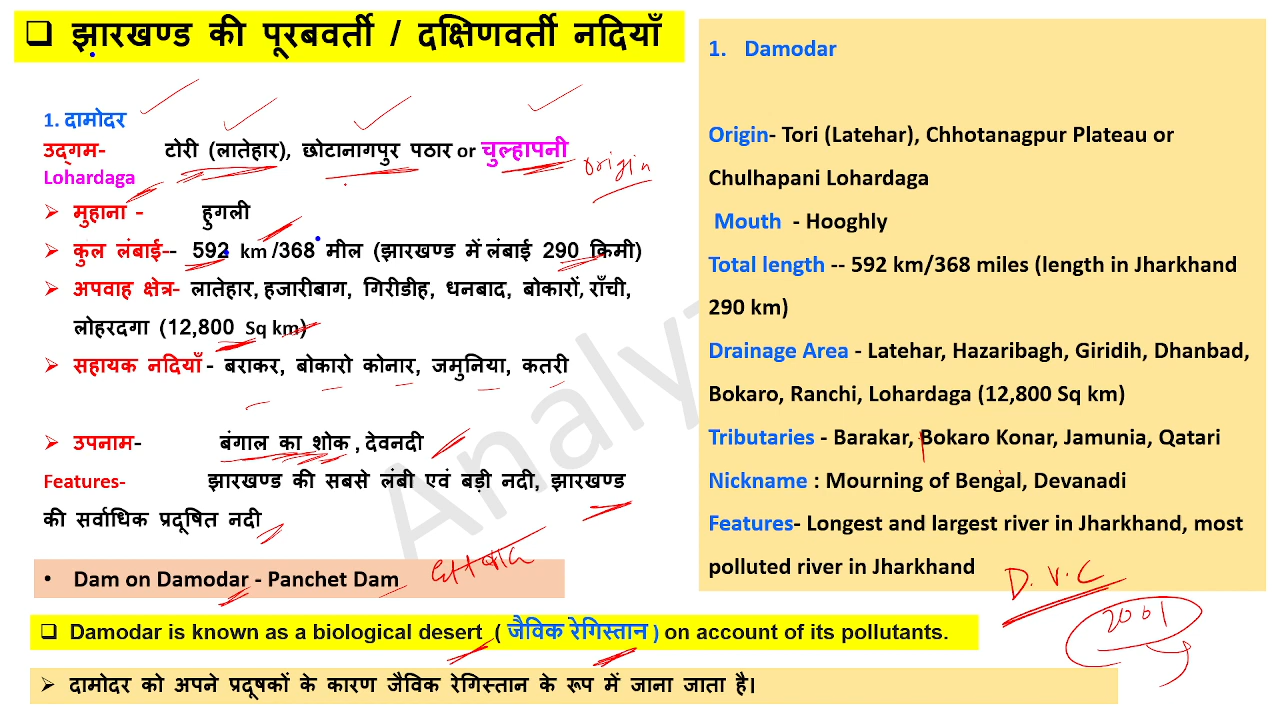 ❑ झारखण्ड की पूरबवर्ती / दक्षिणवर्ती नदियाँ
1. दामोदर
उद्गम- टोरी (लातेहार), छोटानागपुर पठार or चुल्हापनी
Lohardaga
origin
➢ मुहाना - हुगली
➢ कुल लंबाई-- 592 km /368 मील (झारखण्ड में लंबाई 290 किमी)
➢ अपवाह क्षेत्र- लातेहार, हजारीबाग, गिरीडीह, धनबाद, बोकारों, राँची,
लोहरदगा (12,800 Sq km)
➢ सहायक नदियाँ - बराकर, बोकारो कोनार, जमुनिया, कतरी
➢ उपनाम- बंगाल का शोक , देवनदी
Features- झारखण्ड की सबसे लंबी एवं बड़ी नदी, झारखण्ड
की सर्वाधिक प्रदूषित नदी
• Dam on Damodar - Panchet Dam
धनबाद
1. Damodar
Origin- Tori (Latehar), Chhotanagpur Plateau or
Chulhapani Lohardaga
Mouth - Hooghly
Total length -- 592 km/368 miles (length in Jharkhand
290 km)
Drainage Area - Latehar, Hazaribagh, Giridih, Dhanbad,
Bokaro, Ranchi, Lohardaga (12,800 Sq km)
Tributaries - Barakar, Bokaro Konar, Jamunia, Qatari
Nickname : Mourning of Bengal, Devanadi
Features- Longest and largest river in Jharkhand, most
polluted river in Jharkhand
D.V.C
2001
❑ Damodar is known as a biological desert ( जैविक रेगिस्तान ) on account of its pollutants.
➢ दामोदर को अपने प्रदूषकों के कारण जैविक रेगिस्तान के रूप में जाना जाता है।